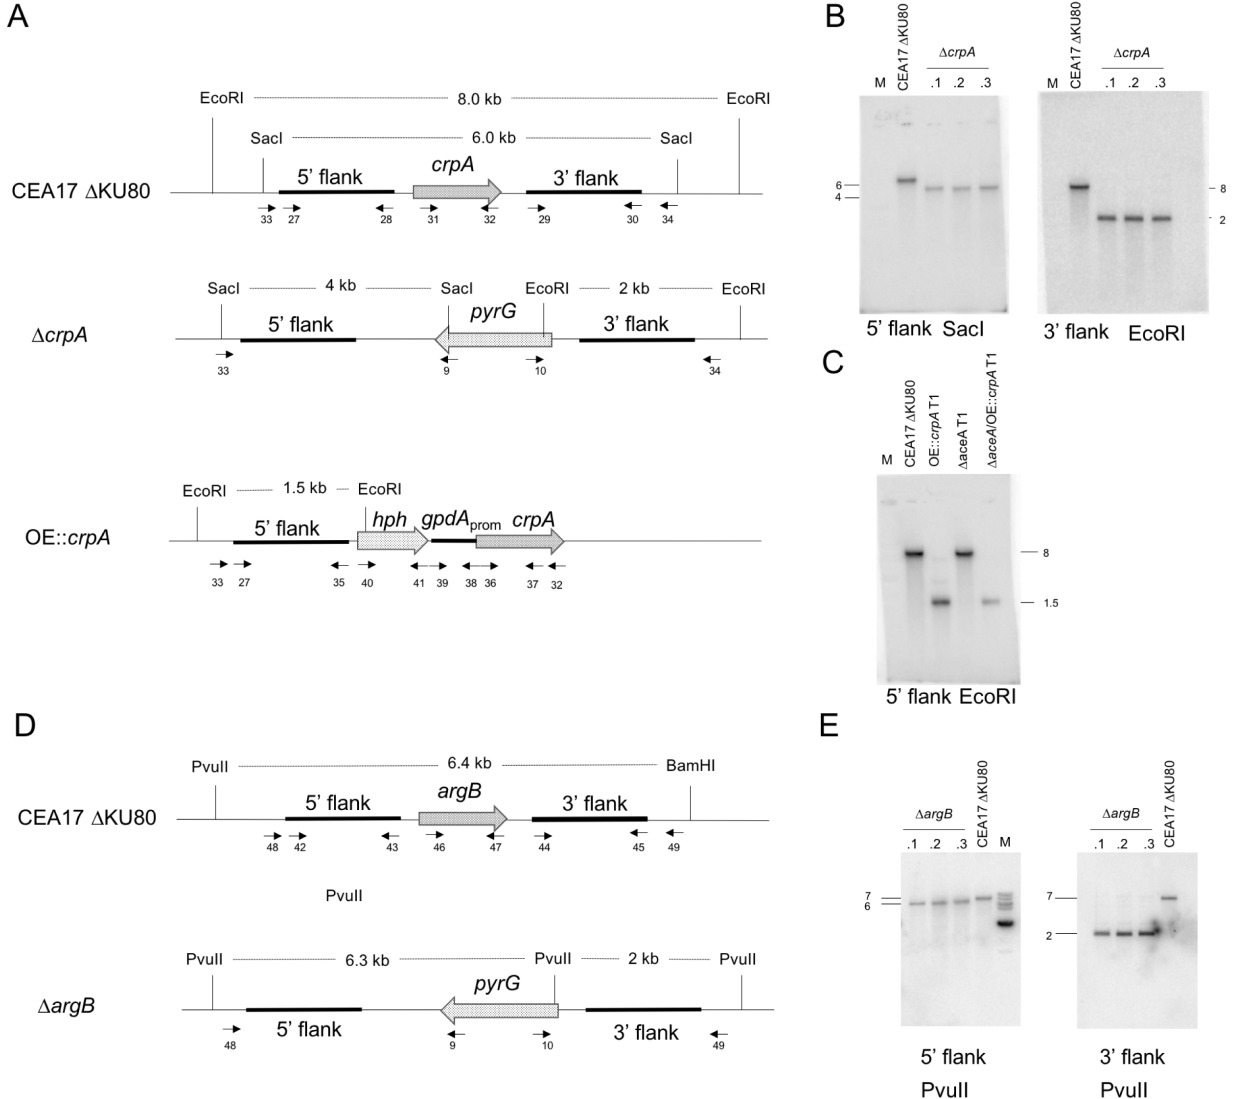 A
EcoRI 8.0 kb EcoRI
SacI 6.0 kb SacI
CEA17 ΔKU80 5’ flank crpA 3’ flank
33 27 28 31 32 29 30 34
SacI 4 kb SacI EcoRI 2 kb EcoRI
ΔcrpA 5’ flank pyrG 3’ flank
33 9 10 34
EcoRI 1.5 kb EcoRI
OE::crpA 5’ flank hph gpdAprom crpA
33 27 35 40 41 39 38 36 37 32
B
M CEA17 ΔKU80 ΔcrpA
.1 .2 .3
6
4
5’ flank SacI
M CEA17 ΔKU80 ΔcrpA
.1 .2 .3
8
2
3’ flank EcoRI
C
M CEA17 ΔKU80 OE::crpA T1 ΔaceA T1 ΔaceA/OE::crpA T1
8
1.5
5’ flank EcoRI
D
PvuII 6.4 kb BamHI
CEA17 ΔKU80 5’ flank argB 3’ flank
48 42 43 46 47 44 45 49
PvuII
PvuII 6.3 kb PvuII 2 kb PvuII
ΔargB 5’ flank pyrG 3’ flank
48 9 10 49
E
ΔargB CEA17 ΔKU80 M
.1 .2 .3
7
6
5’ flank
PvuII
ΔargB CEA17 ΔKU80
.1 .2 .3
7
2
3’ flank
PvuII